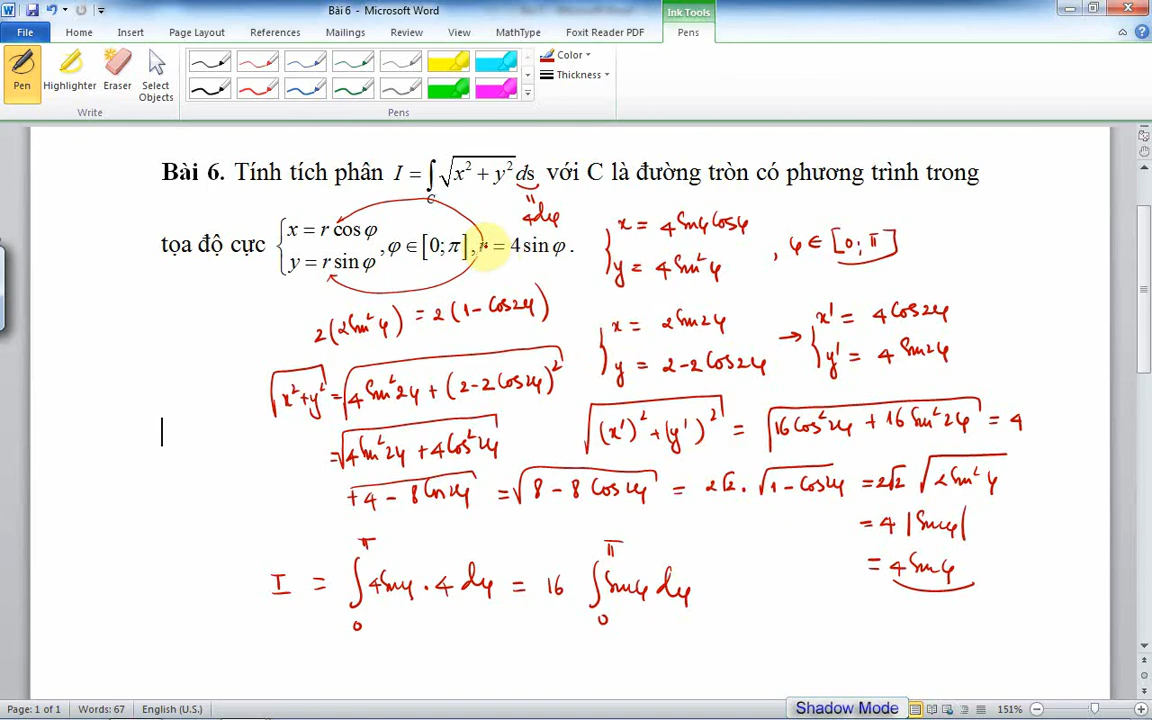 Bài 6 - Microsoft Word
Ink Tools
File Home Insert Page Layout References Mailings Review View MathType Foxit Reader PDF Pens
Pen Highlighter Eraser Select Objects
Color
Thickness
Write Pens
Bài 6. Tính tích phân I = ∫_C √(x² + y²) ds với C là đường tròn có phương trình trong
= 4dφ
tọa độ cực { x = r cos φ, y = r sin φ , φ ∈ [0; π], r = 4 sin φ .
{ x = 4 sin φ cos φ, y = 4 sin² φ , φ ∈ [0; π]
2(2 sin² φ) = 2(1 - cos 2φ)
{ x = 2 sin 2φ, y = 2 - 2 cos 2φ → { x' = 4 cos 2φ, y' = 4 sin 2φ
√(x² + y²) = √(4 sin² 2φ + (2 - 2 cos 2φ)²)
√((x')² + (y')²) = √(16 cos² 2φ + 16 sin² 2φ) = 4
= √(4 sin² 2φ + 4 cos² 2φ
+ 4 - 8 cos 2φ) = √(8 - 8 cos 2φ) = 2√2 . √(1 - cos 2φ) = 2√2 √(2 sin² φ)
= 4 |sin φ|
= 4 sin φ
I = ∫_0^π 4 sin φ . 4 dφ = 16 ∫_0^π sin φ dφ
Page: 1 of 1 Words: 67 English (U.S.) Shadow Mode 151%